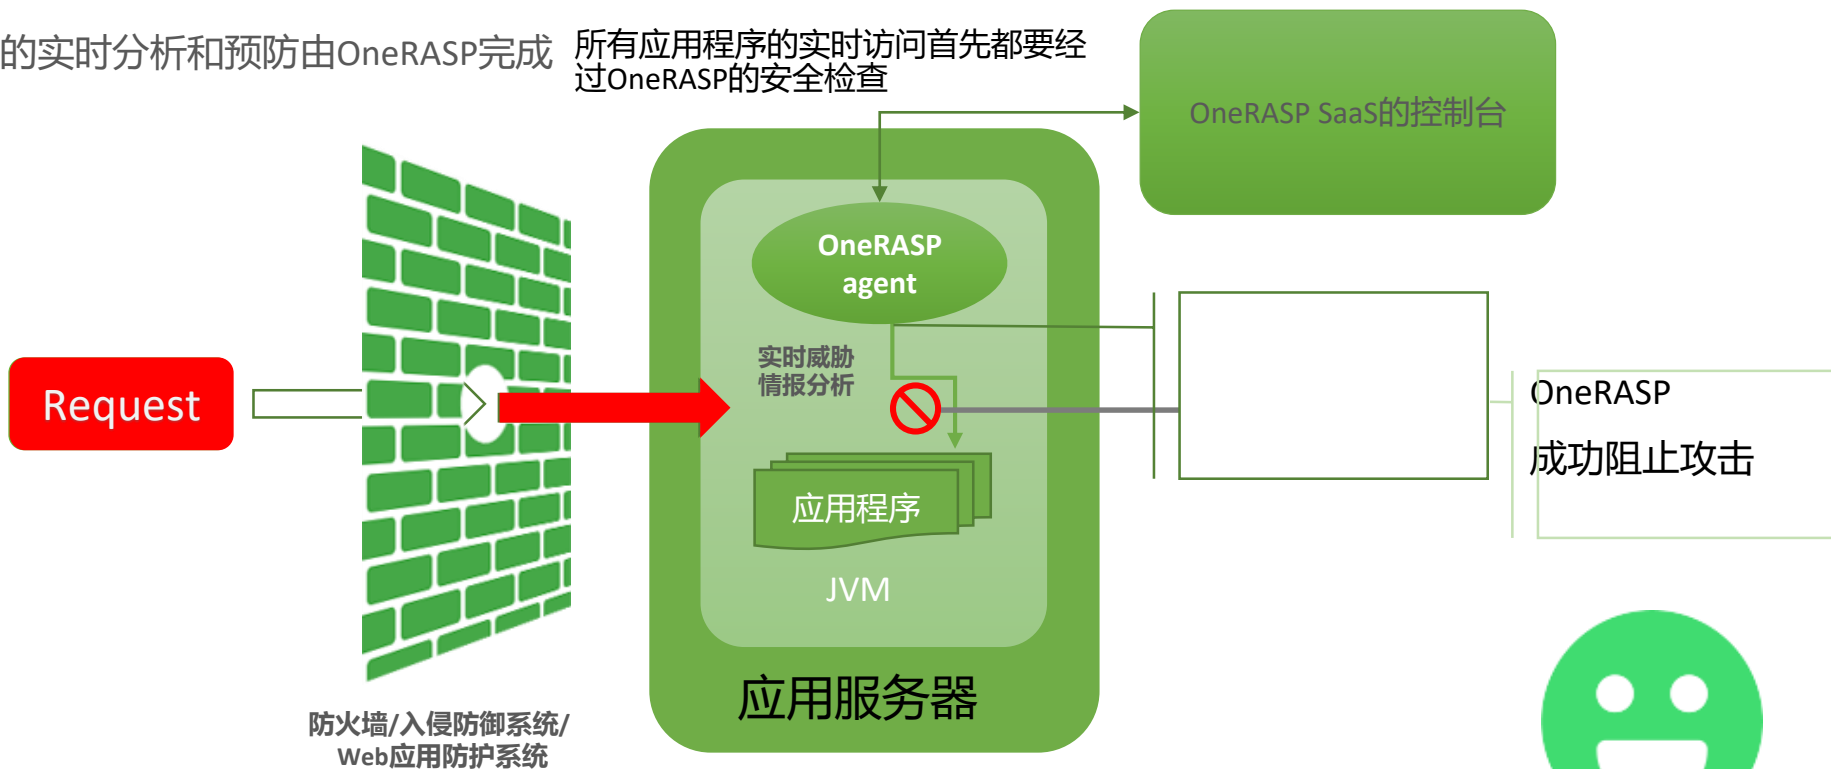 的实时分析和预防由OneRASP完成
所有应用程序的实时访问首先都要经
过OneRASP的安全检查
OneRASP SaaS的控制台
OneRASP
agent
实时威胁
情报分析
Request
OneRASP
成功阻止攻击
应用程序
JVM
应用服务器
防火墙/入侵防御系统/
Web应用防护系统